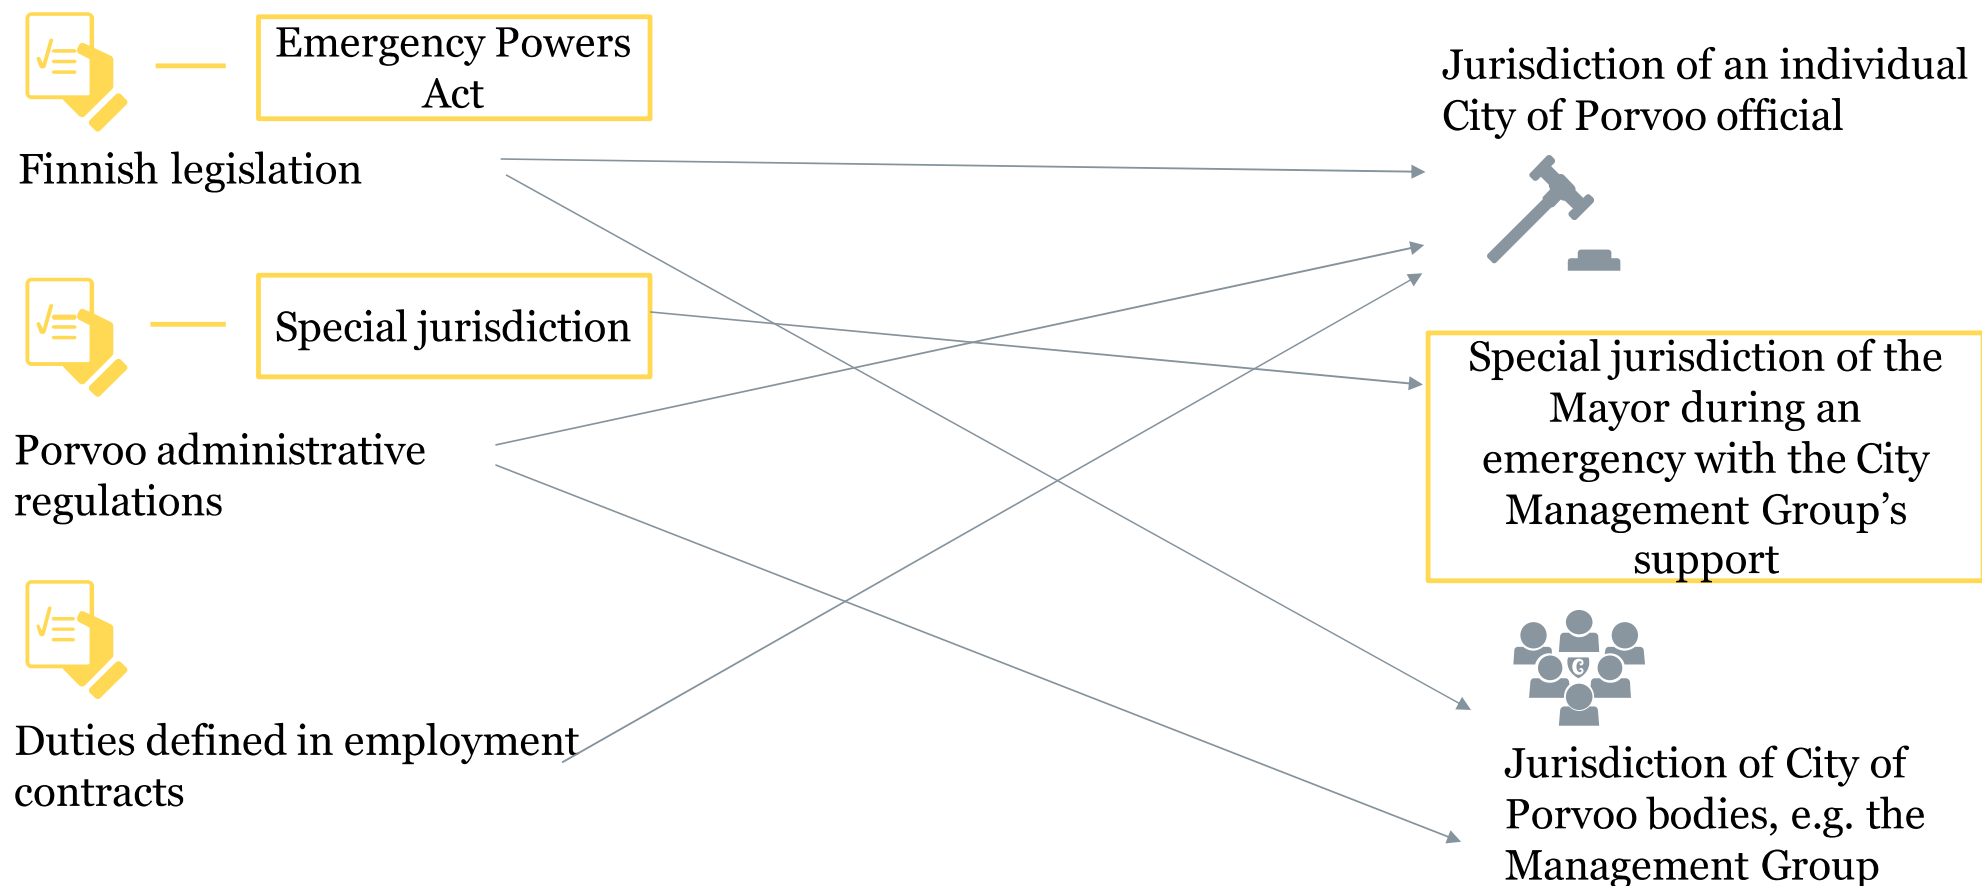 Emergency Powers
Act
Finnish legislation
Special jurisdiction
Porvoo administrative
regulations
Duties defined in employment
contracts
Jurisdiction of an individual
City of Porvoo official
Special jurisdiction of the
Mayor during an
emergency with the City
Management Group’s
support
Jurisdiction of City of
Porvoo bodies, e.g. the
Management Group